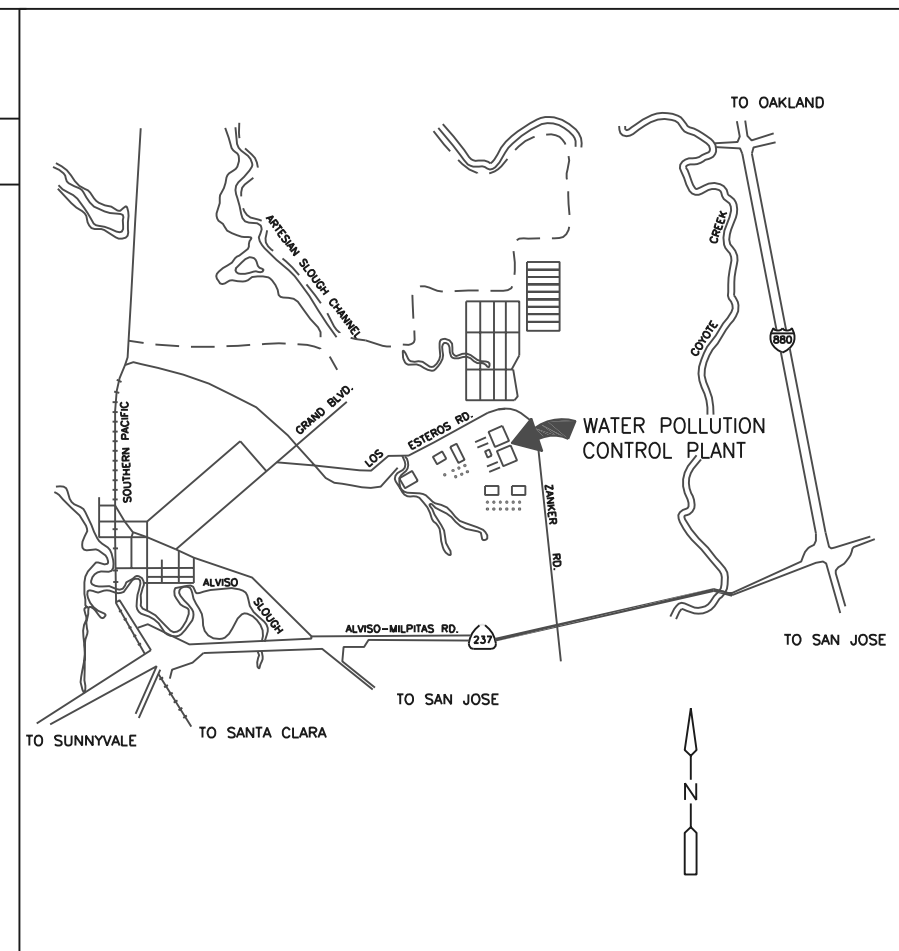 TO OAKLAND
ARTESIAN SLOUGH CHANNEL
CREEK
COYOTE
880
GRAND BLVD.
SOUTHERN PACIFIC
LOS ESTEROS RD.
WATER POLLUTION
CONTROL PLANT
ZANKER RD.
ALVISO SLOUGH
ALVISO-MILPITAS RD.
237
TO SAN JOSE
TO SAN JOSE
TO SANTA CLARA
TO SUNNYVALE
N